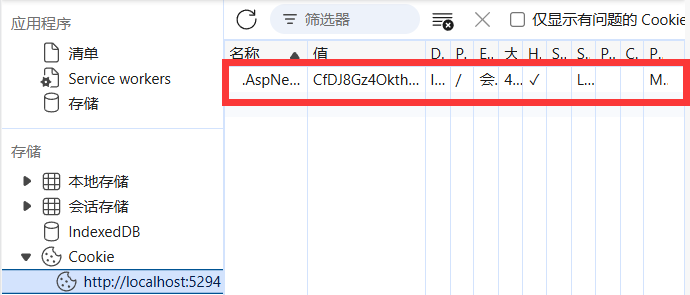 应用程序
清单
Service workers
存储
存储
本地存储
会话存储
IndexedDB
Cookie
http://localhost:5294
筛选器
仅显示有问题的 Cookie
名称 值 D. P. E.. 大 H. S.. S.. P... C.. P..
.AspNe... CfDJ8Gz4Okth... l... / 会. 4... ✓ L... M.